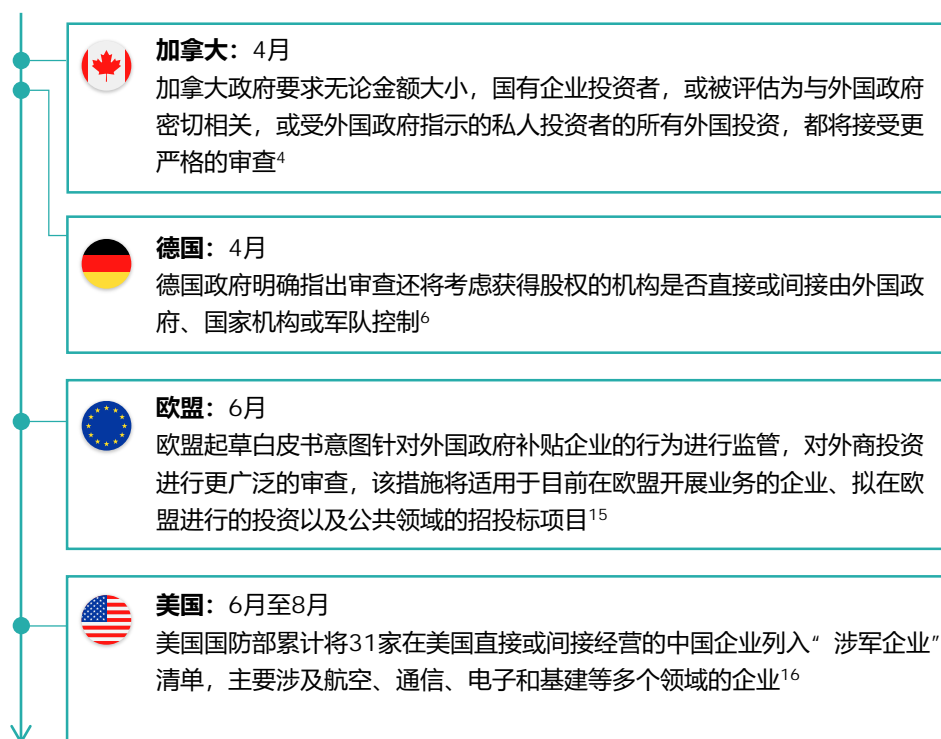 加拿大：4月
加拿大政府要求无论金额大小，国有企业投资者，或被评估为与外国政府
密切相关，或受外国政府指示的私人投资者的所有外国投资，都将接受更
严格的审查4
德国：4月
德国政府明确指出审查还将考虑获得股权的机构是否直接或间接由外国政
府、国家机构或军队控制6
欧盟：6月
欧盟起草白皮书意图针对外国政府补贴企业的行为进行监管，对外商投资
进行更广泛的审查，该措施将适用于目前在欧盟开展业务的企业、拟在欧
盟进行的投资以及公共领域的招投标项目15
美国：6月至8月
美国国防部累计将31家在美国直接或间接经营的中国企业列入“ 涉军企业”
清单，主要涉及航空、通信、电子和基建等多个领域的企业16